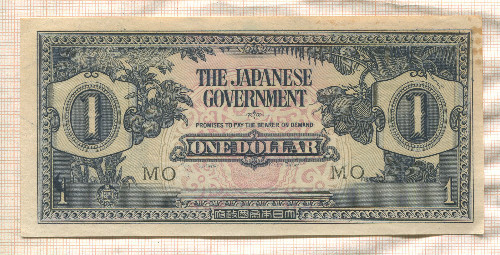 THE JAPANESE
GOVERNMENT
PROMISES TO PAY THE BEARER ON DEMAND
1 ONE DOLLAR 1
MO MO
1 1
府政國帝本日大